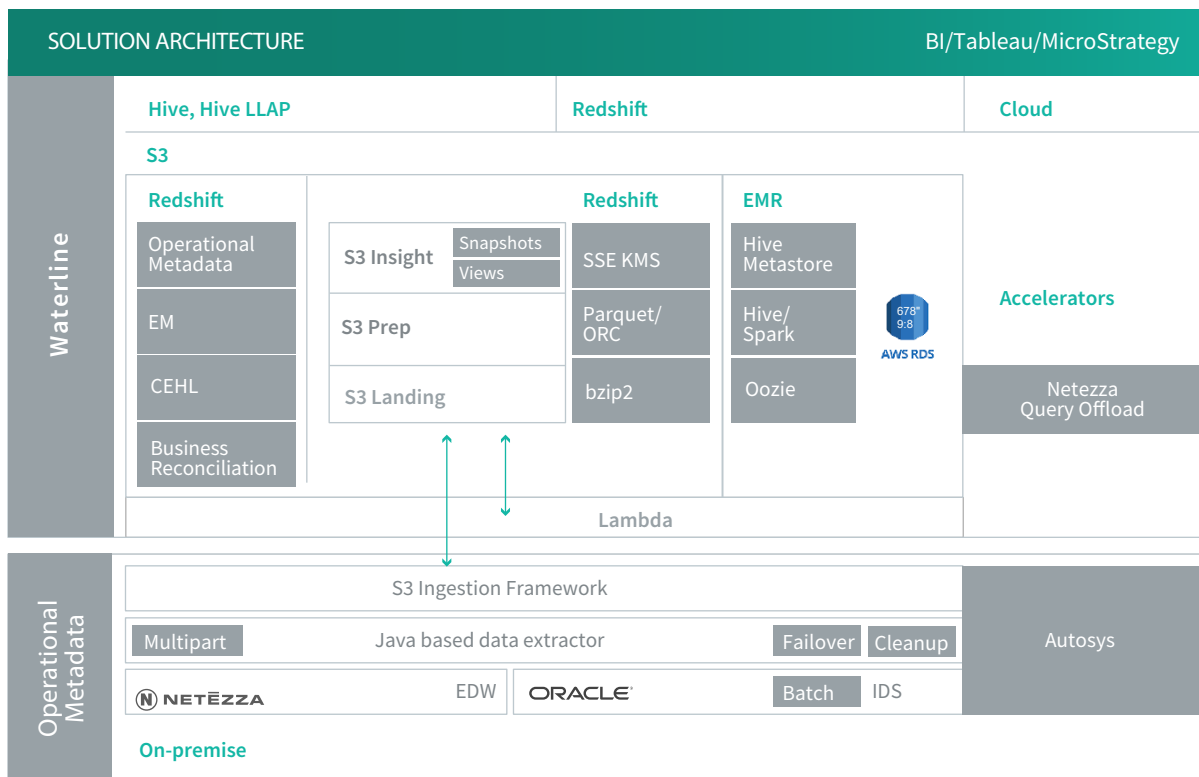 SOLUTION ARCHITECTURE
BI/Tableau/MicroStrategy
Waterline
Hive, Hive LLAP
Redshift
Cloud
S3
Redshift
Operational
Metadata
EM
CEHL
Business
Reconciliation
S3 Insight
Snapshots
Views
S3 Prep
S3 Landing
Redshift
SSE KMS
Parquet/
ORC
bzip2
EMR
Hive
Metastore
Hive/
Spark
Oozie
678"
9:8
AWS RDS
Accelerators
Netezza
Query Offload
Lambda
Operational
Metadata
S3 Ingestion Framework
Multipart
Java based data extractor
Failover
Cleanup
Autosys
N NETĒZZA
EDW
ORACLE
Batch
IDS
On-premise